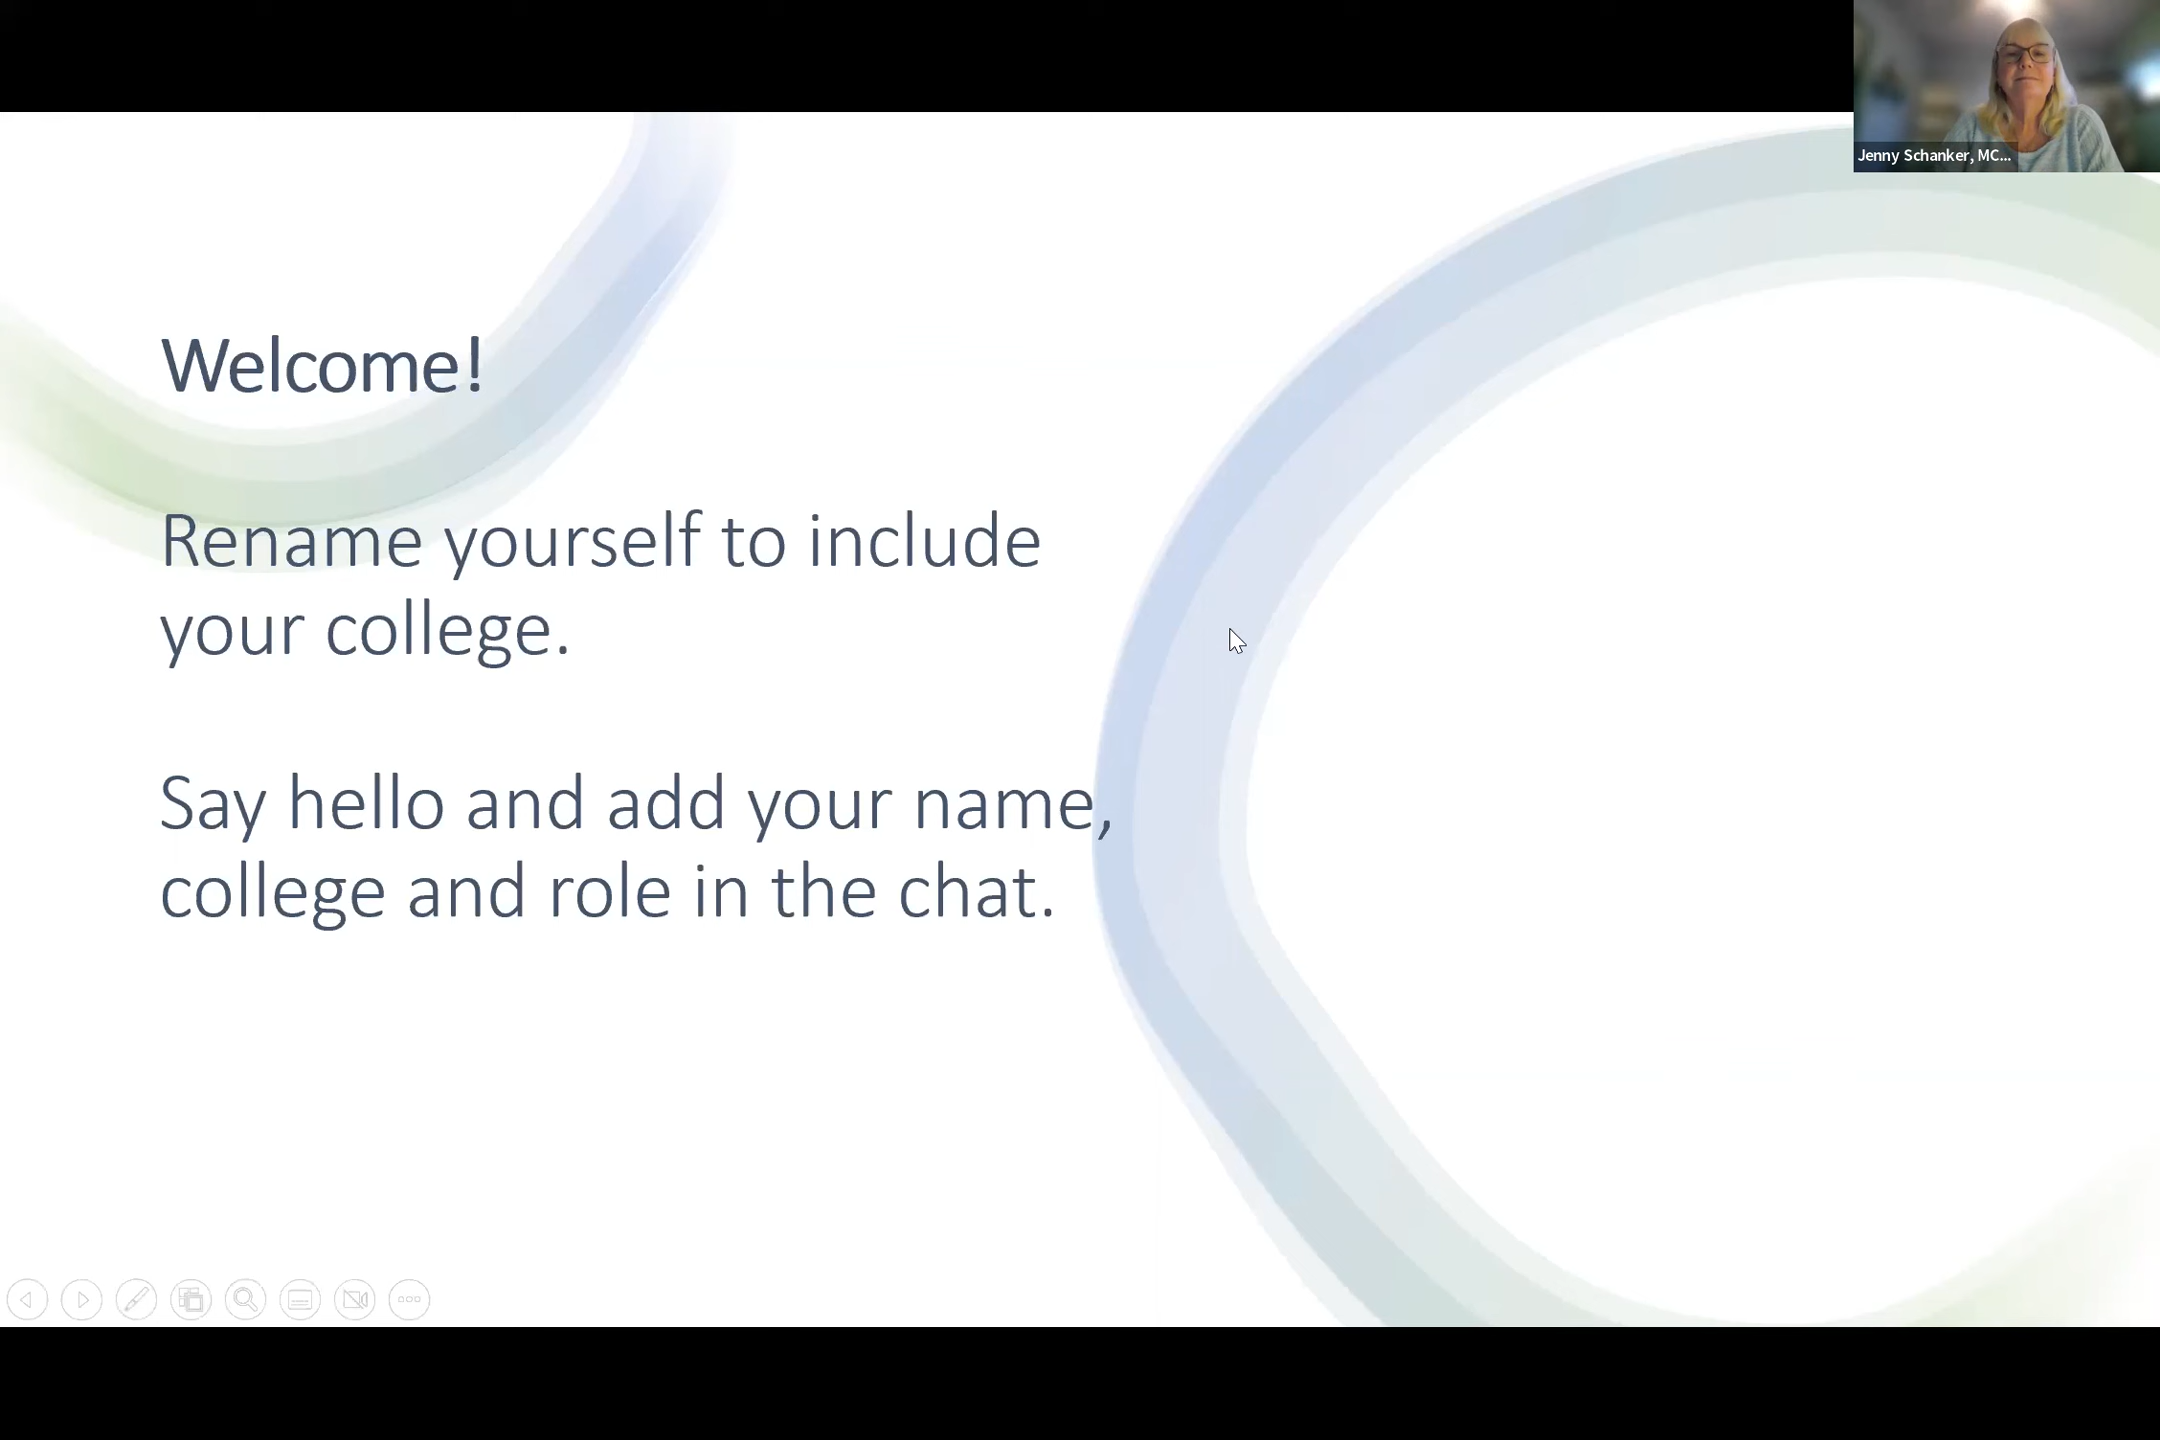 Jenny Schanker, MC...
Welcome!
Rename yourself to include
your college.
Say hello and add your name,
college and role in the chat.